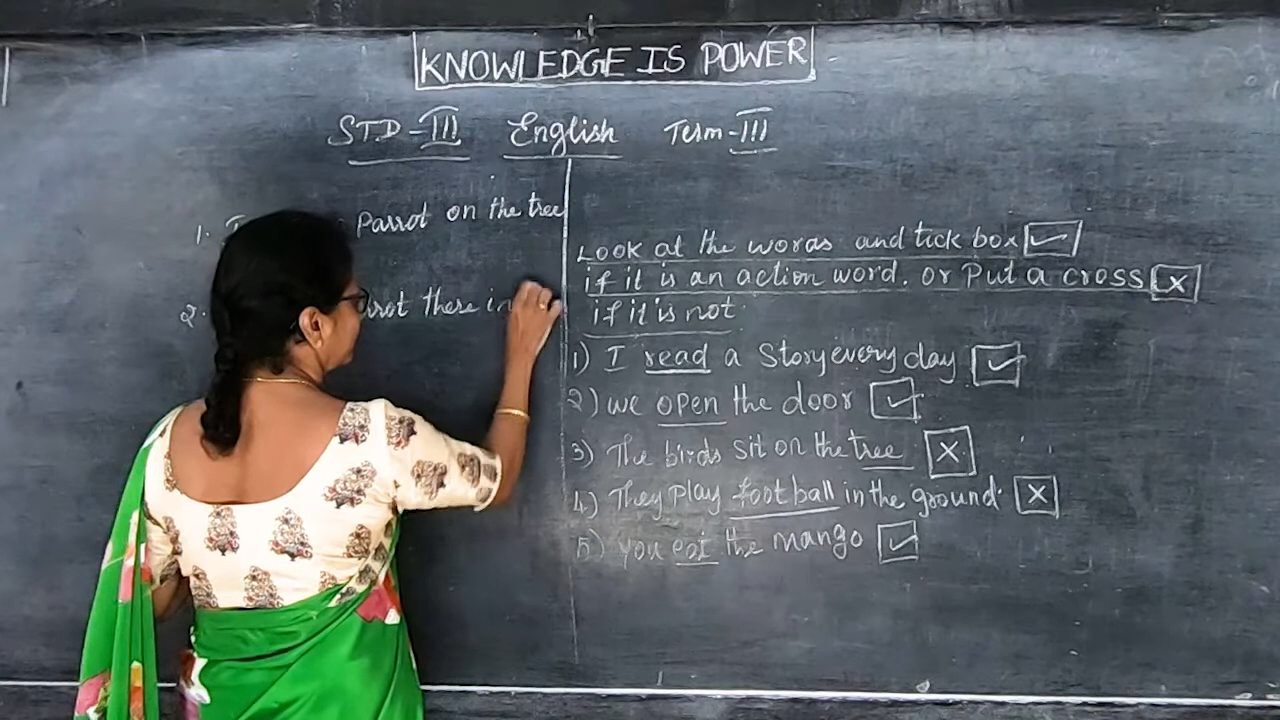 KNOWLEDGE IS POWER
STD-III English Term-III
1. Parrot on the tree
2. there in
Look at the words and tick box ✓
if it is an action word. or Put a cross X
if it is not.
1) I read a Story every day ✓
2) we open the door ✓
3) The birds sit on the tree X
4) They play football in the ground. X
5) you eat the mango ✓